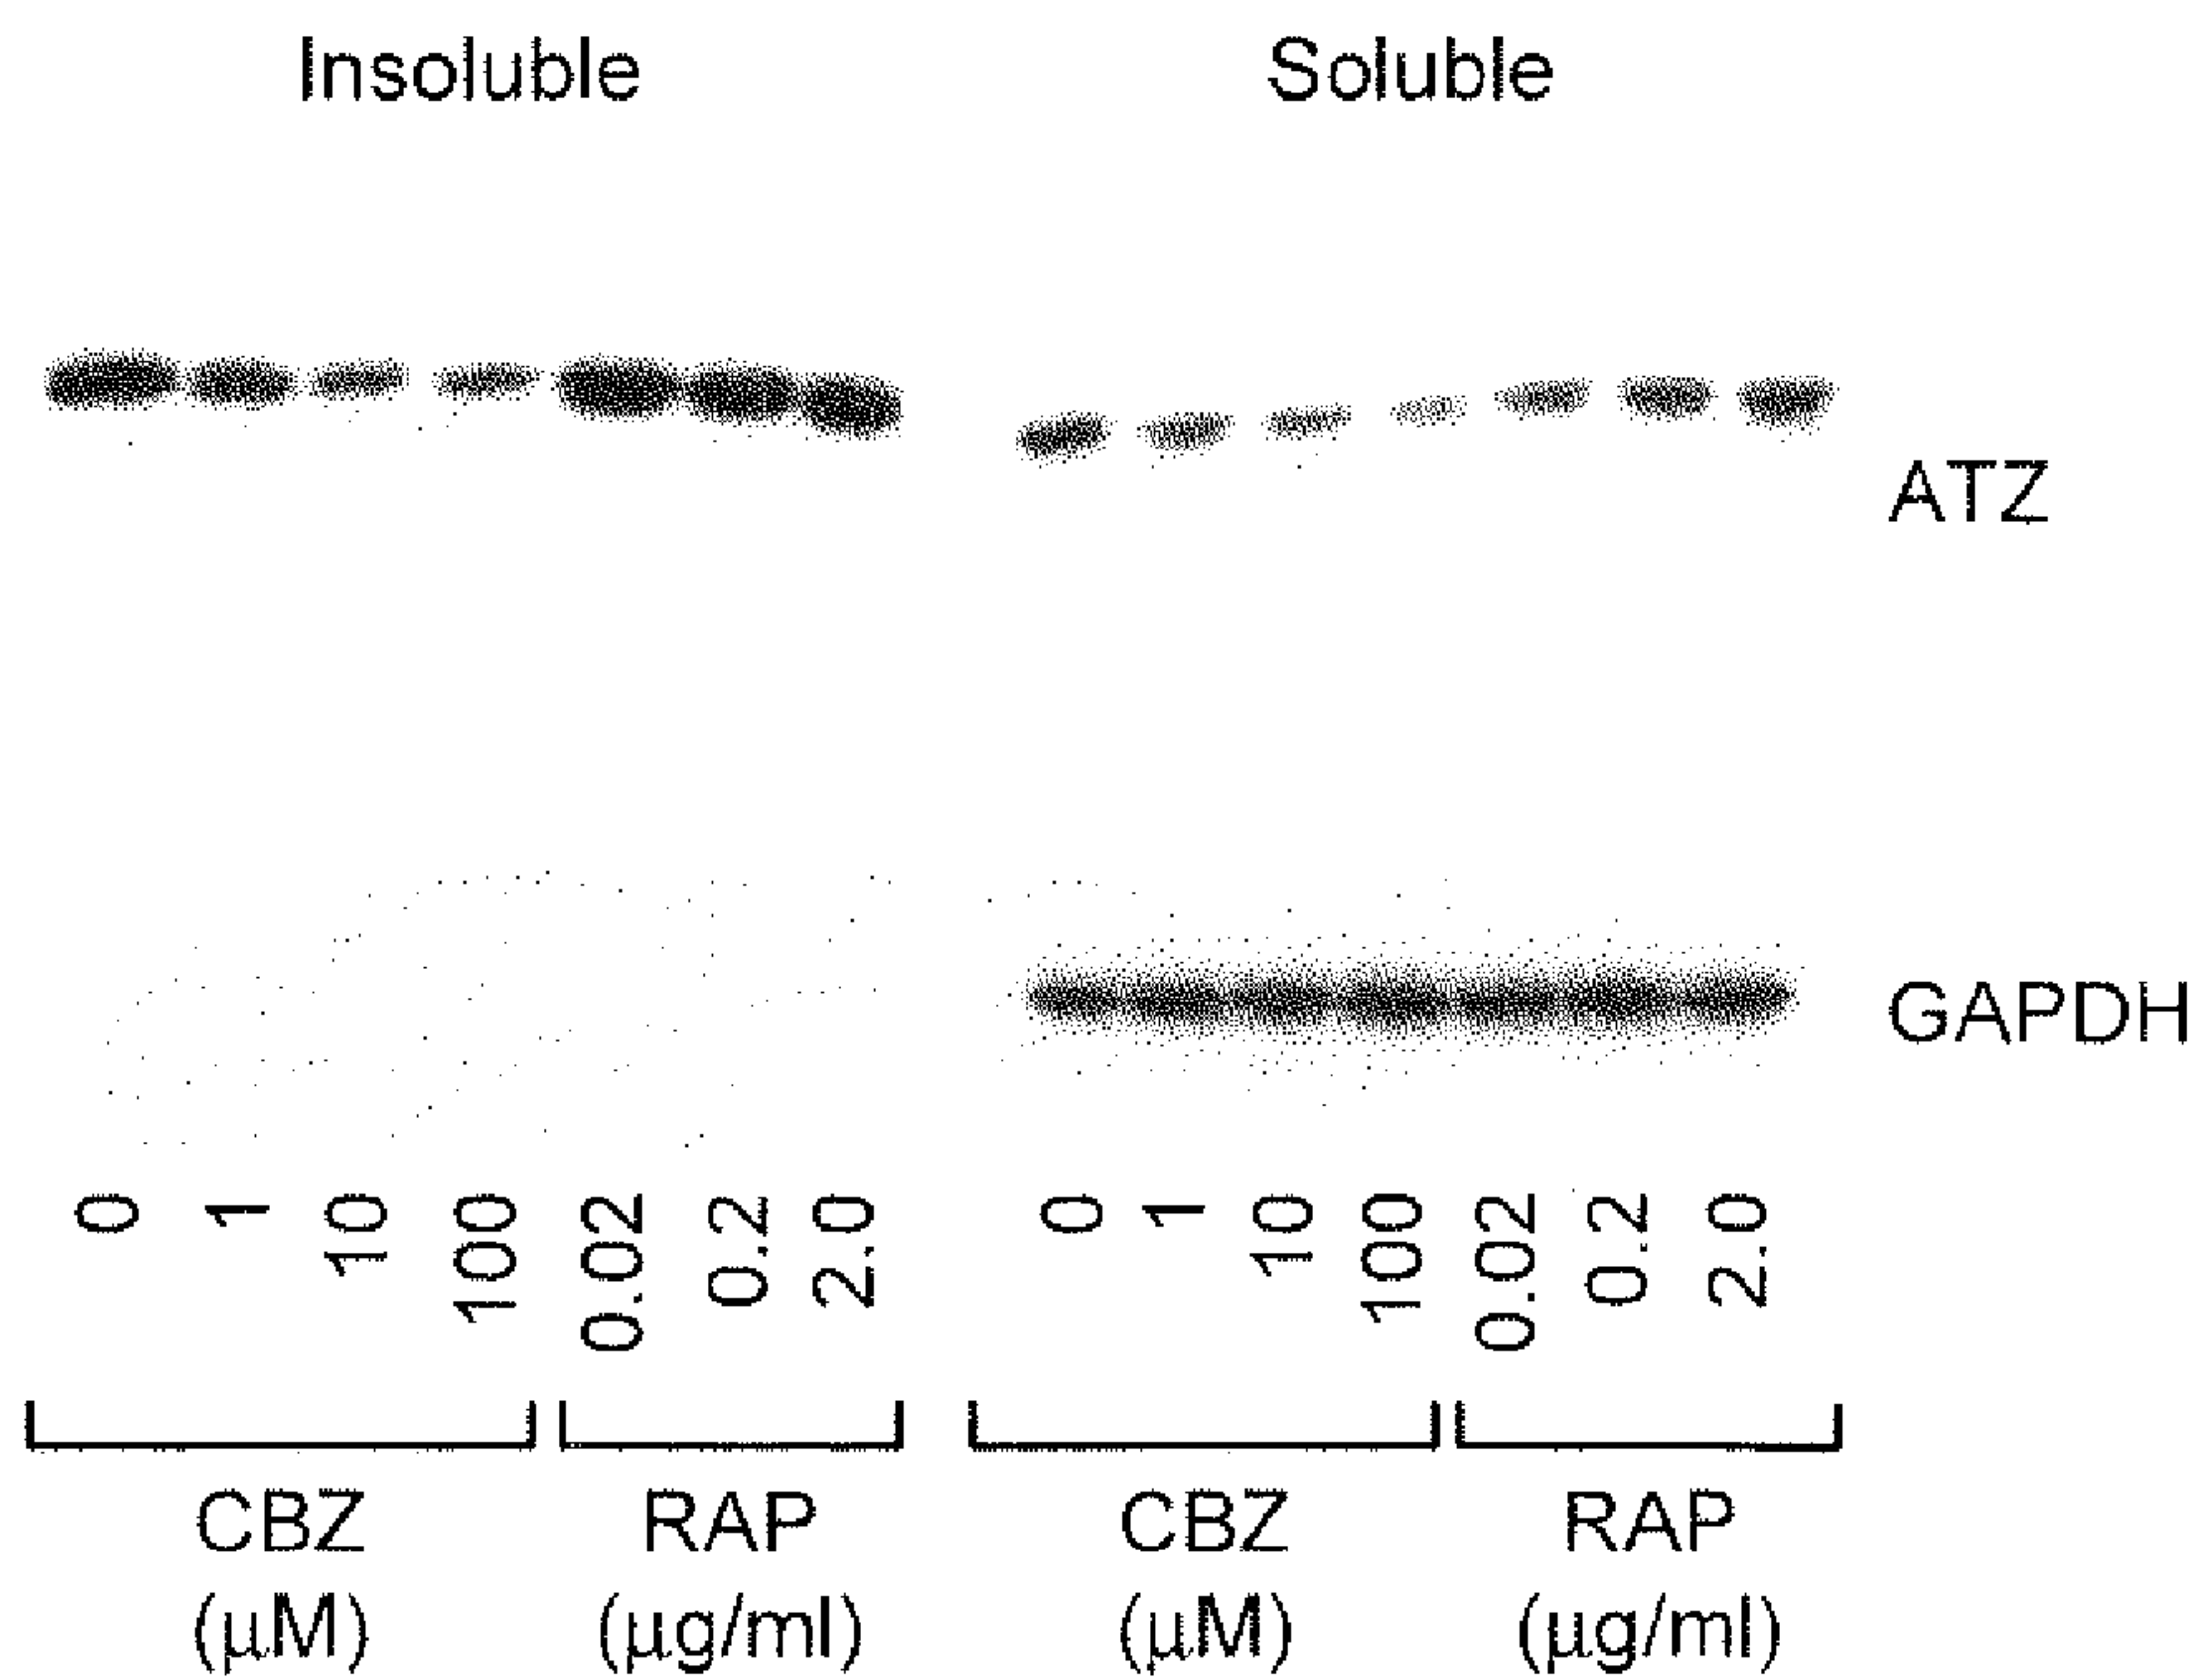 Insoluble Soluble
ATZ
GAPDH
0 1 10 100 0.02 0.2 2.0 0 1 10 100 0.02 0.2 2.0
CBZ RAP CBZ RAP
(µM) (µg/ml) (µM) (µg/ml)